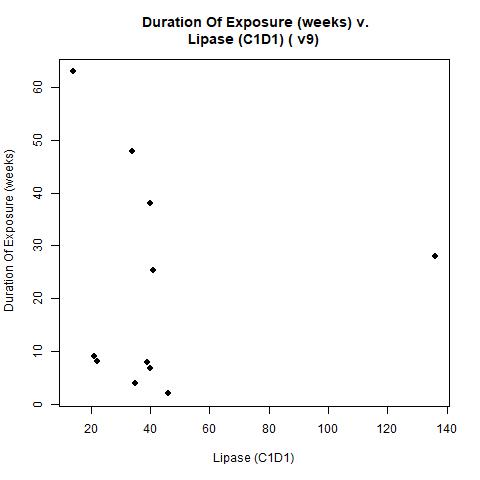 Duration Of Exposure (weeks) v.
Lipase (C1D1) ( v9)
Duration Of Exposure (weeks)
60
50
40
30
20
10
0
20 40 60 80 100 120 140
Lipase (C1D1)